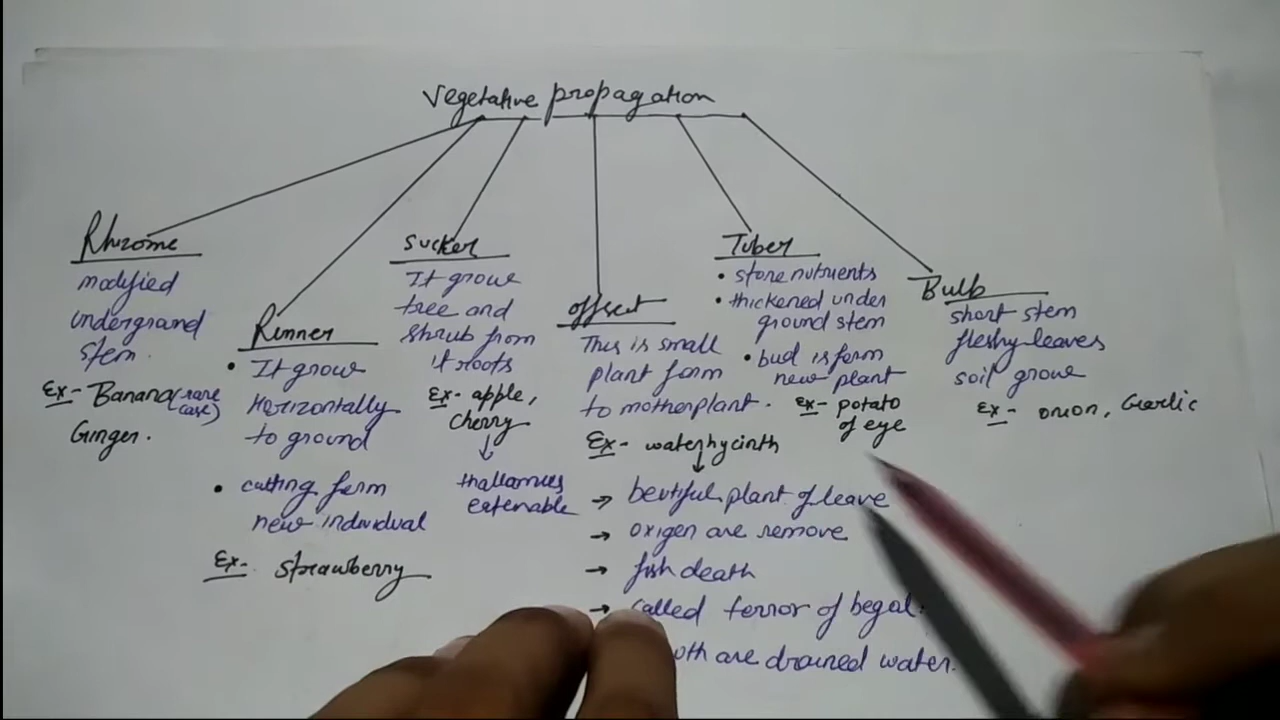 Vegetative propagation
Rhizome
modified
undergraund
stem.
Ex- Banana (rare case)
Ginger.
Runner
• It grow
Horizontally
to ground
• cutting form
new individual
Ex- strawberry
Sucker
It grow
tree and
shrub from
it roots
Ex- apple,
cherry
thallamus
eatenable
offset
This is small
plant form
to motherplant.
Ex- waterhycinth
→ beutiful plant of leave
→ oxigen are remove
→ fish death
→ called terror of begal.
are drained water.
Tuber
• store nutrients
• thickened under
ground stem
• bud is form
new plant
Ex- potato
of eye
Bulb
short stem
fleshy leaves
soil grow
Ex- onion, Garlic